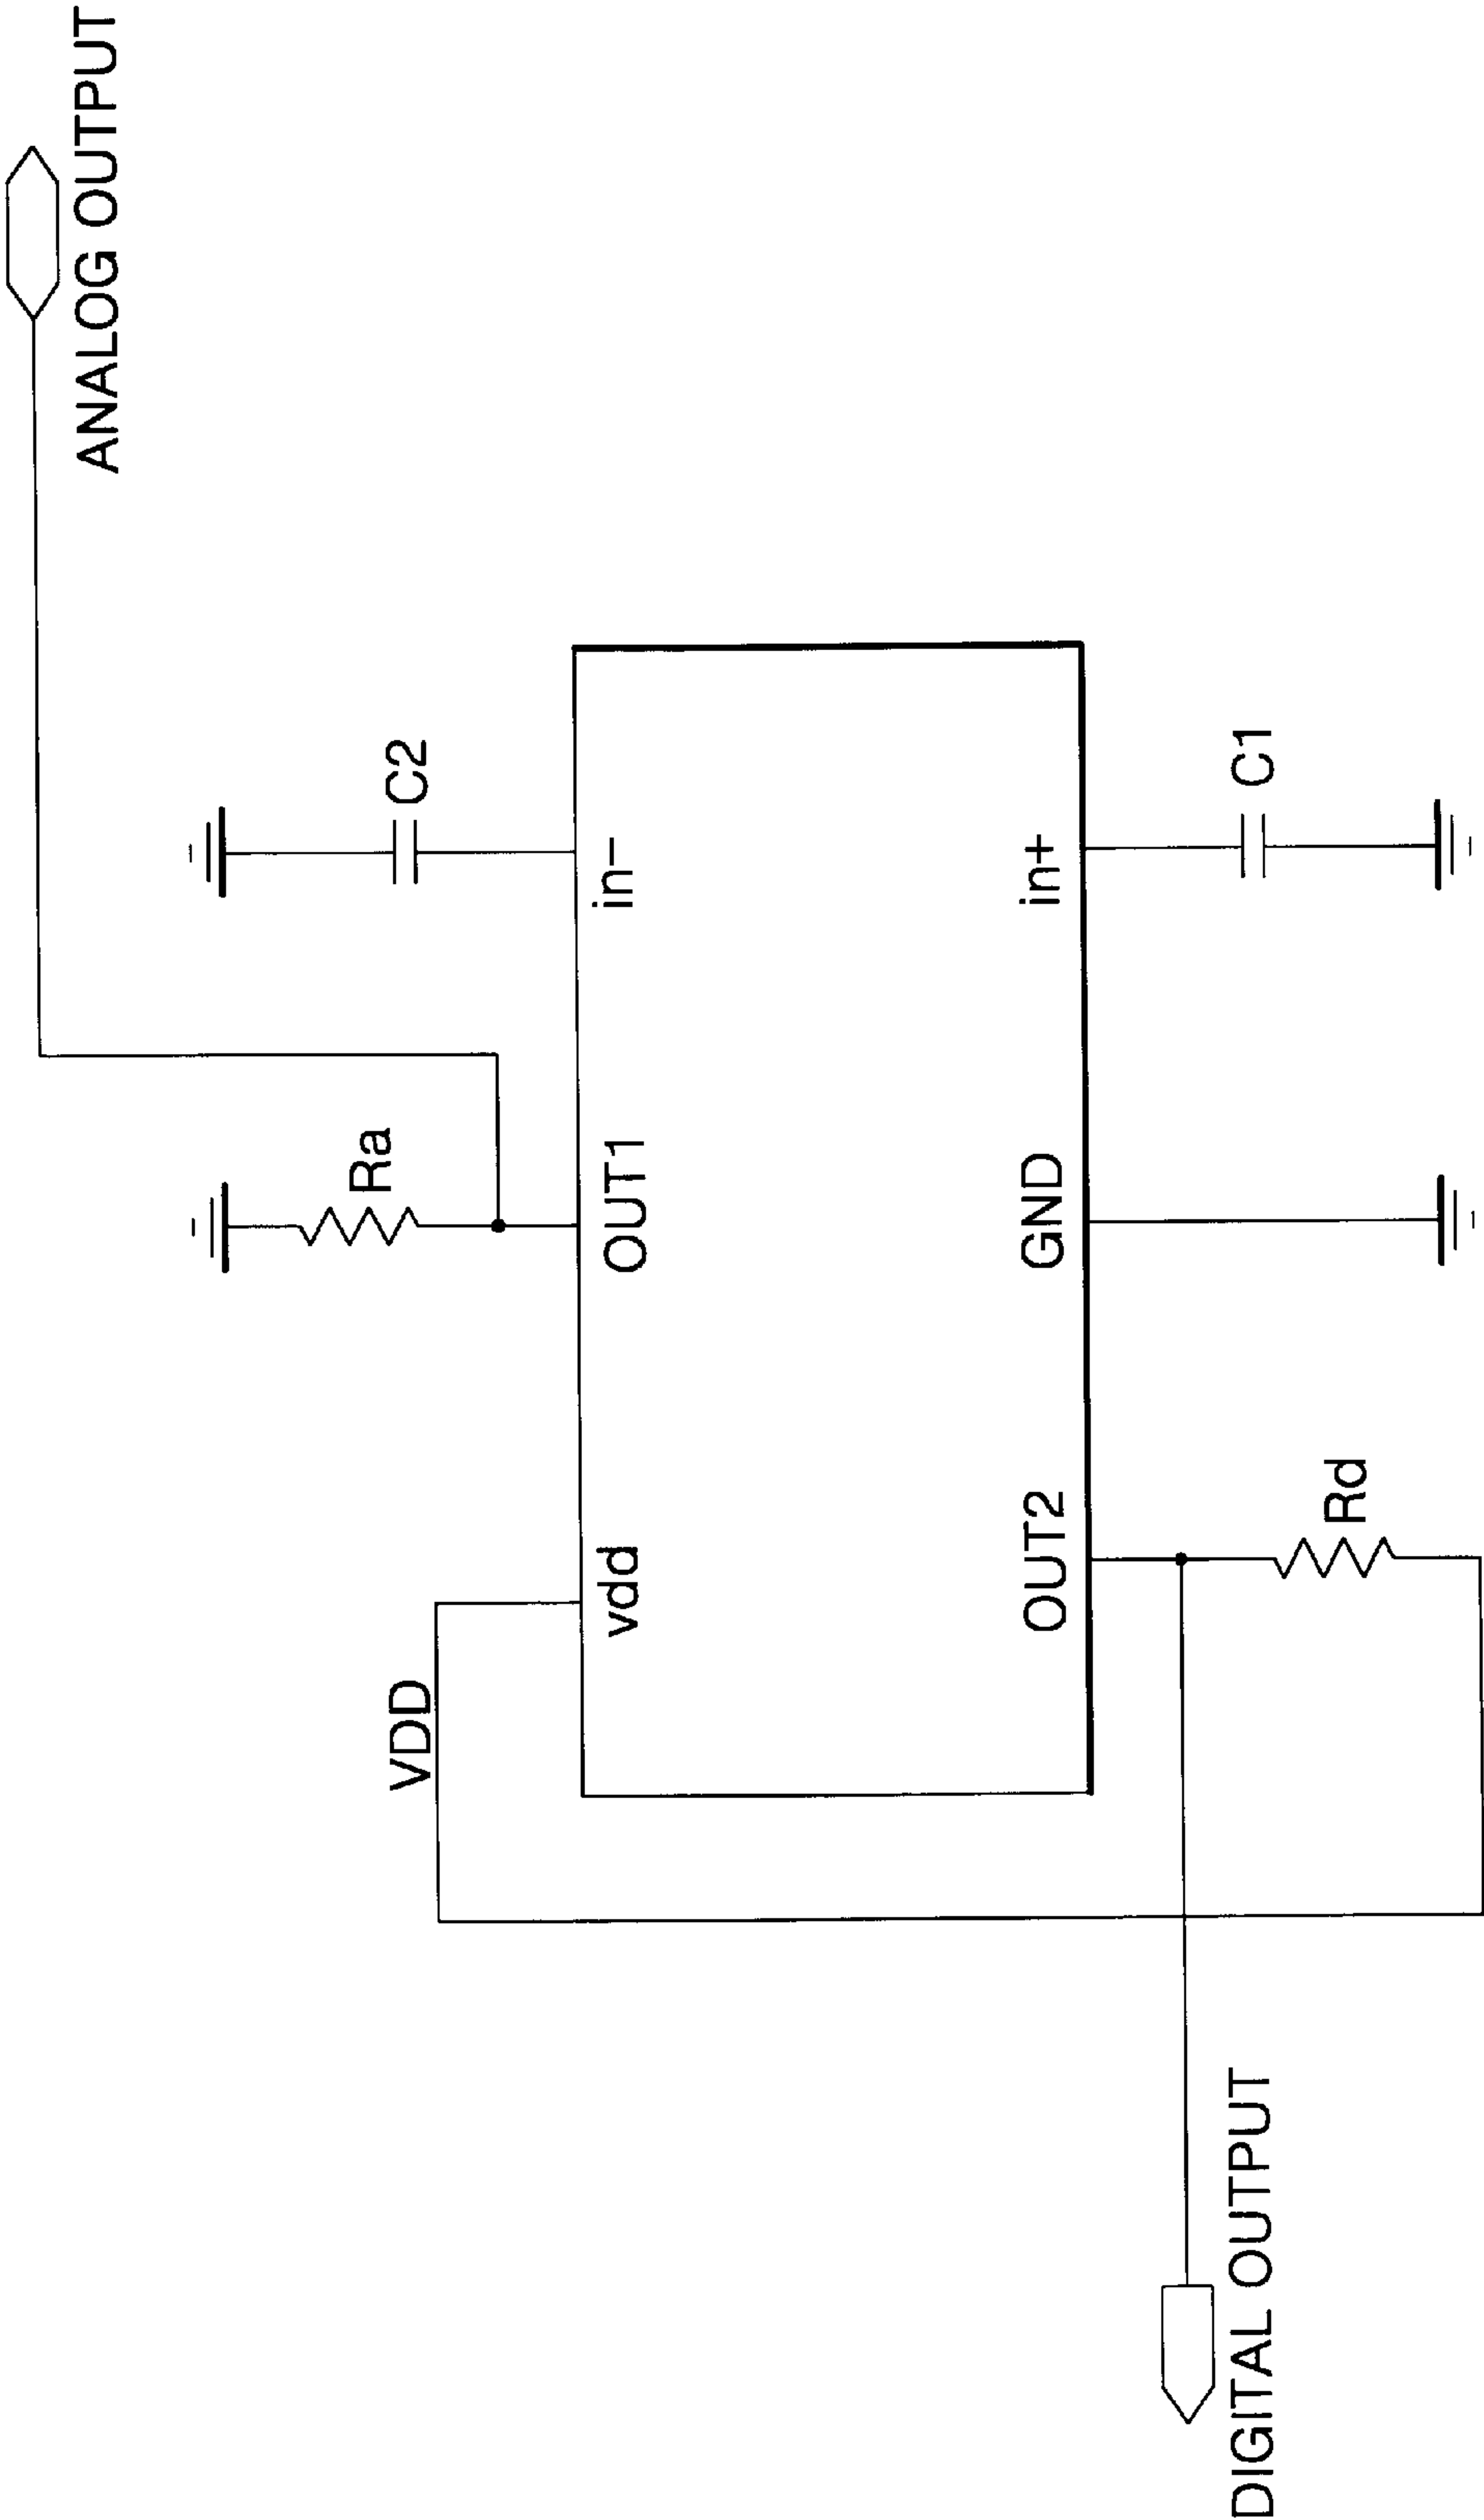 ANALOG OUTPUT
C2
in-
Ra
OUT1
VDD
vdd
C1
in+
GND
OUT2
Rd
DIGITAL OUTPUT